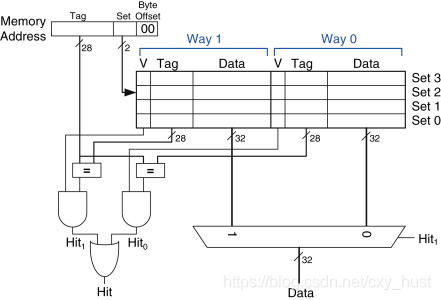 Byte
Memory Tag Set Offset
Address 00
28 2
Way 1 Way 0
V Tag Data V Tag Data
Set 3
Set 2
Set 1
Set 0
28 32 28 32
= =
1 0
Hit1 Hit0 Hit1
32
Hit Data
https://blog.csdn.net/cxy_hust